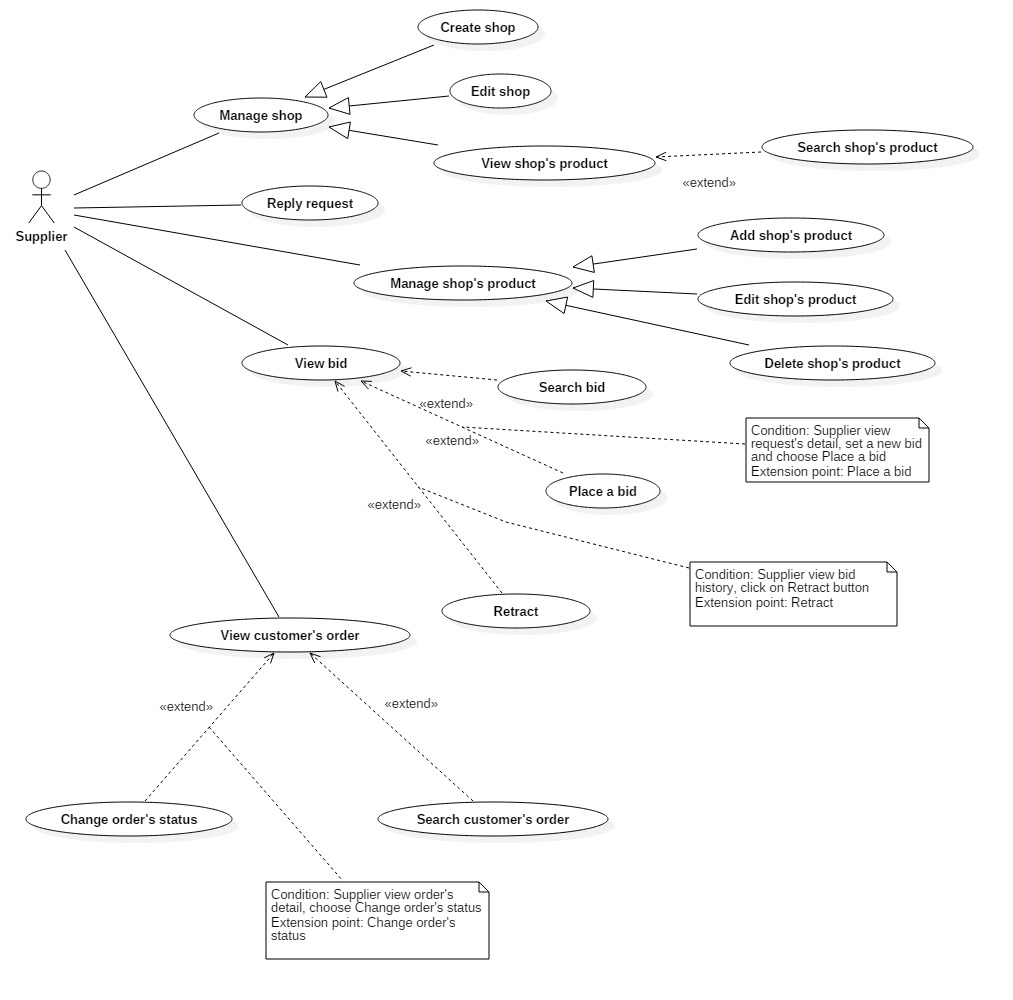 Create shop
Edit shop
Manage shop
Search shop's product
View shop's product
«extend»
Reply request
Supplier
Add shop's product
Manage shop's product
Edit shop's product
View bid
Delete shop's product
Search bid
«extend»
«extend»
Condition: Supplier view
request's detail, set a new bid
and choose Place a bid
Extension point: Place a bid
Place a bid
«extend»
Condition: Supplier view bid
history, click on Retract button
Extension point: Retract
Retract
View customer's order
«extend»
«extend»
Change order's status
Search customer's order
Condition: Supplier view order's
detail, choose Change order's status
Extension point: Change order's
status